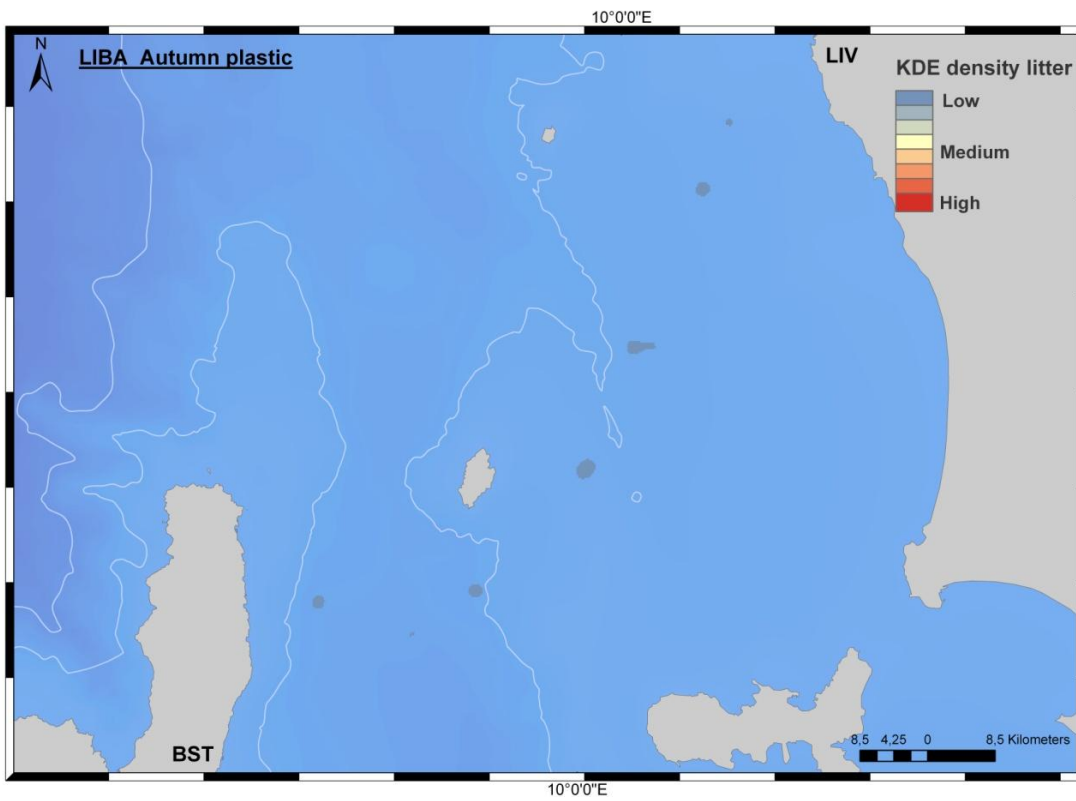 10°0'0"E
N
LIBA Autumn plastic
LIV
KDE density litter
Low
Medium
High
BST
8,5 4,25 0 8,5 Kilometers
10°0'0"E